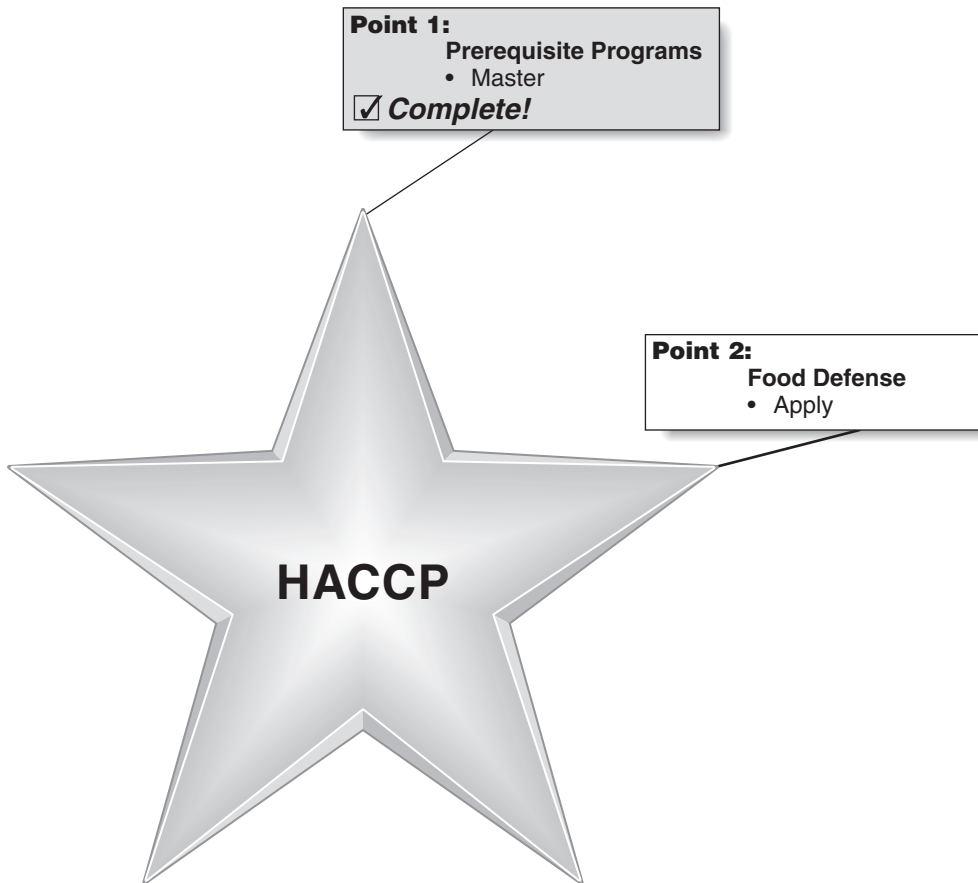 Point 1:
Prerequisite Programs
• Master
☑ Complete!
Point 2:
Food Defense
• Apply
HACCP